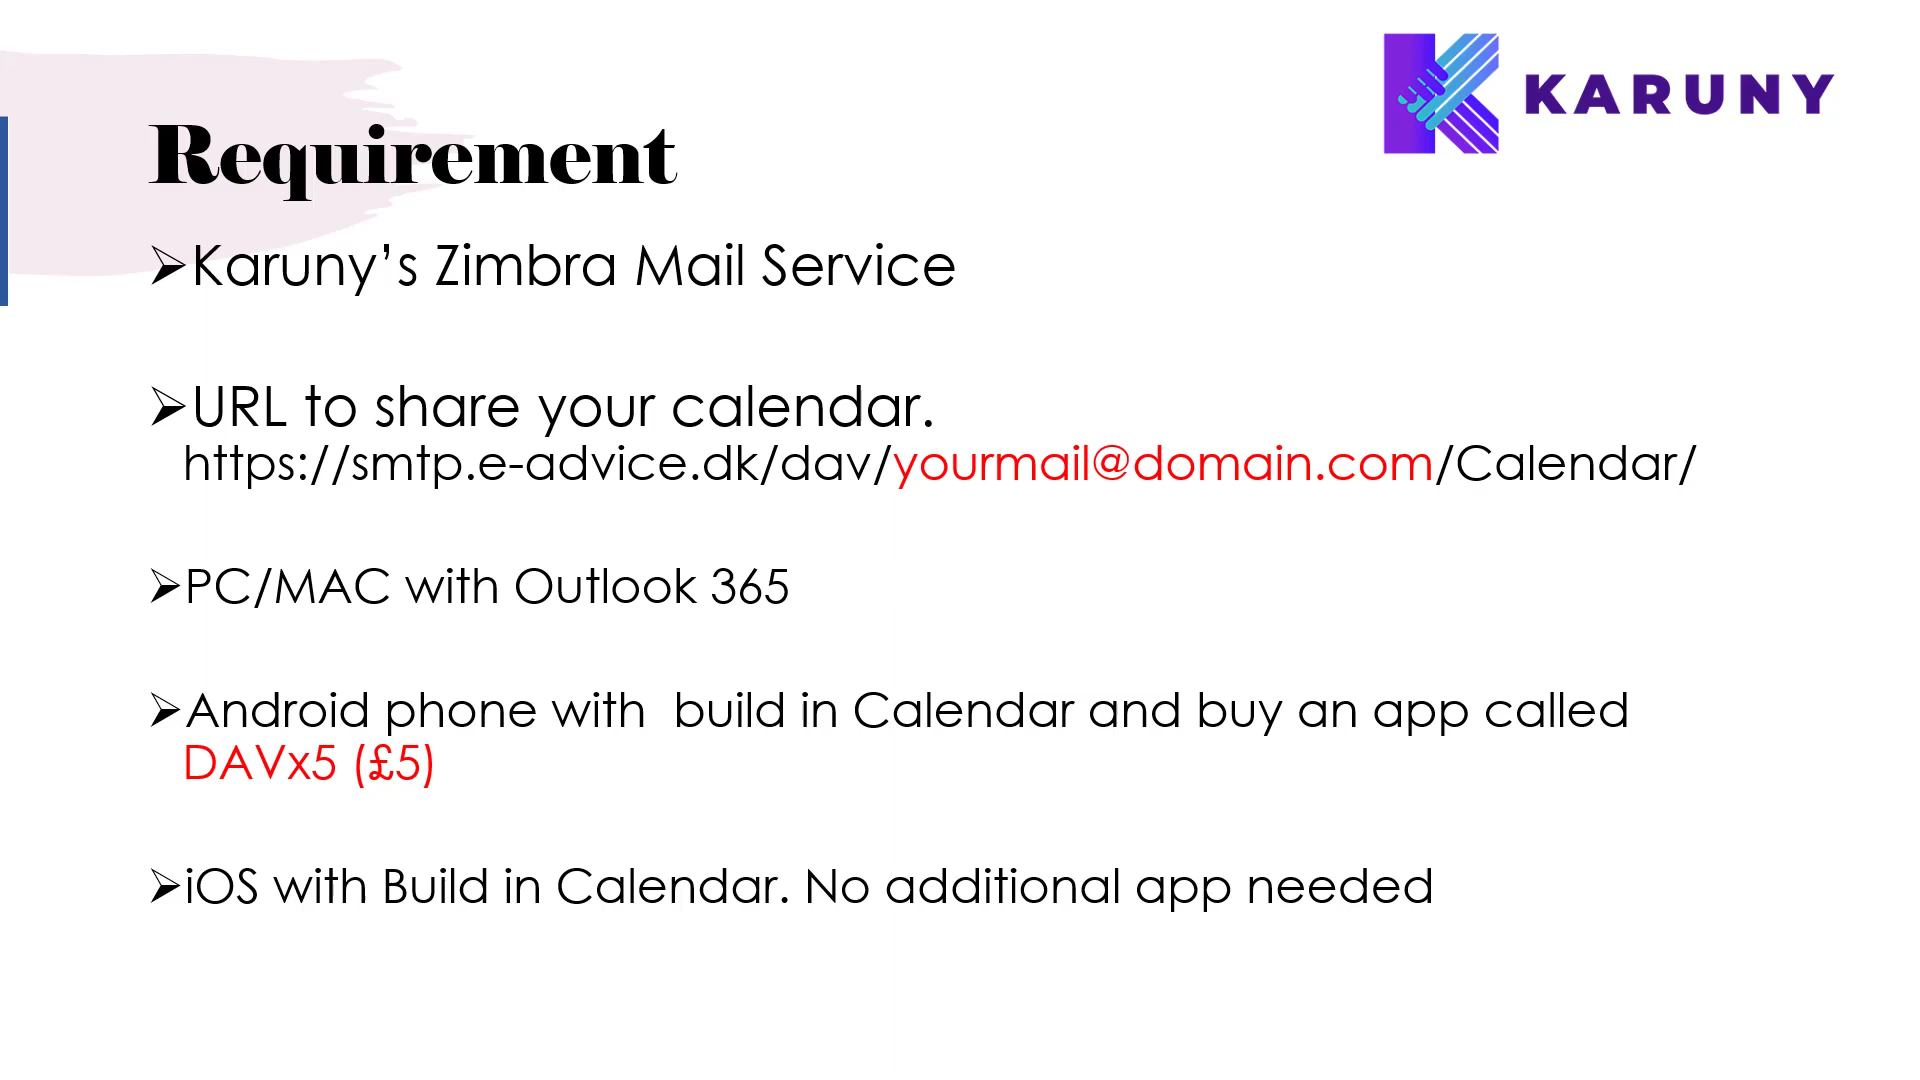 KARUNY
Requirement
➢Karuny’s Zimbra Mail Service
➢URL to share your calendar.
https://smtp.e-advice.dk/dav/yourmail@domain.com/Calendar/
➢PC/MAC with Outlook 365
➢Android phone with  build in Calendar and buy an app called
DAVx5 (£5)
➢iOS with Build in Calendar. No additional app needed